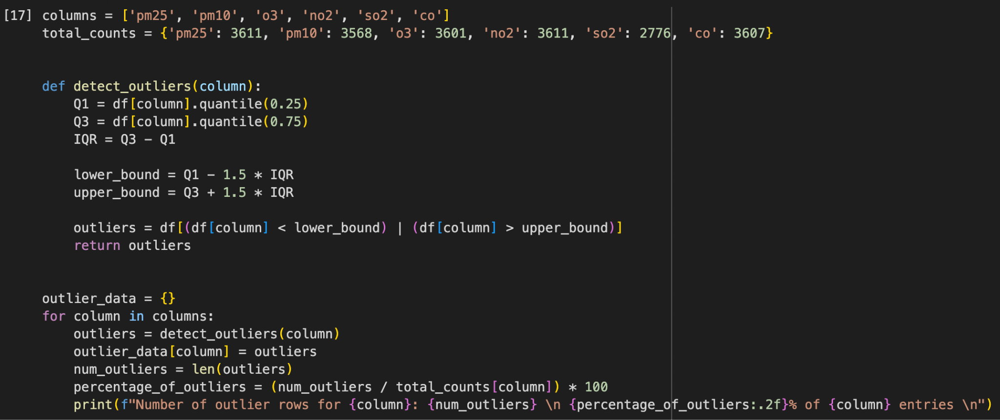 [17] columns = ['pm25', 'pm10', 'o3', 'no2', 'so2', 'co']
total_counts = {'pm25': 3611, 'pm10': 3568, 'o3': 3601, 'no2': 3611, 'so2': 2776, 'co': 3607}
def detect_outliers(column):
    Q1 = df[column].quantile(0.25)
    Q3 = df[column].quantile(0.75)
    IQR = Q3 - Q1
    lower_bound = Q1 - 1.5 * IQR
    upper_bound = Q3 + 1.5 * IQR
    outliers = df[(df[column] < lower_bound) | (df[column] > upper_bound)]
    return outliers
outlier_data = {}
for column in columns:
    outliers = detect_outliers(column)
    outlier_data[column] = outliers
    num_outliers = len(outliers)
    percentage_of_outliers = (num_outliers / total_counts[column]) * 100
    print(f"Number of outlier rows for {column}: {num_outliers} \n {percentage_of_outliers:.2f}% of {column} entries \n")